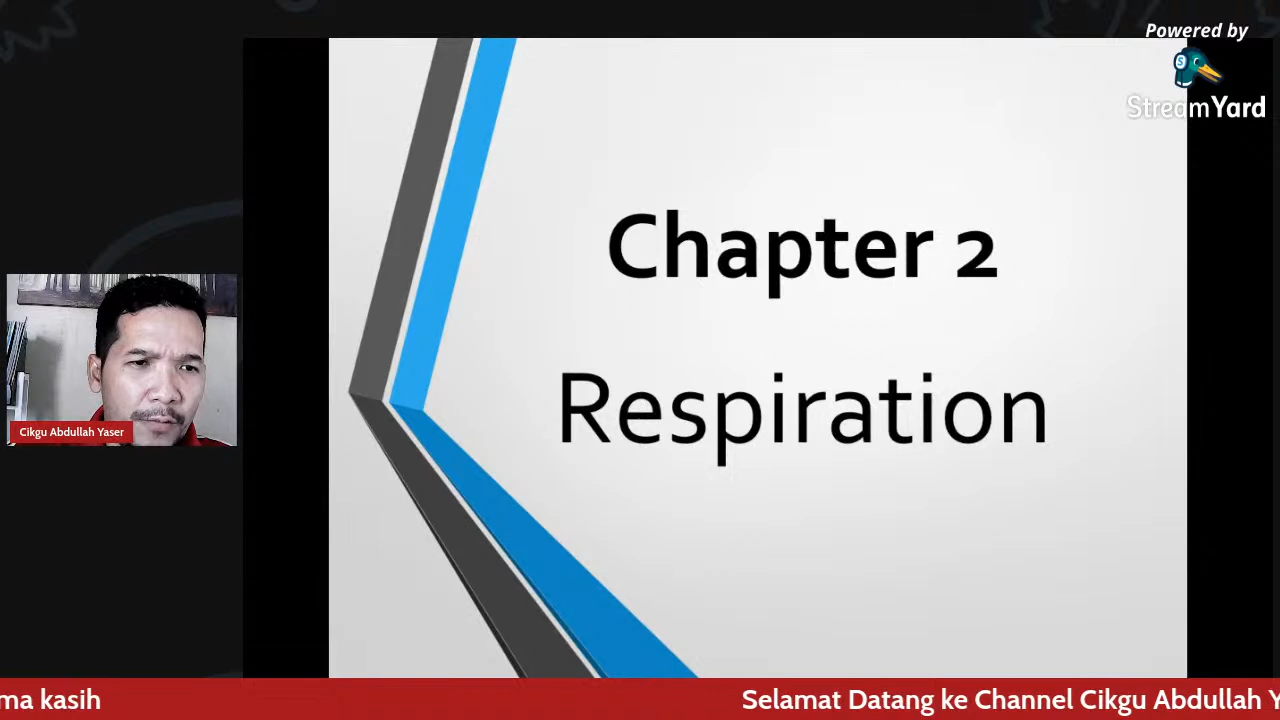 Powered by
StreamYard
Chapter 2
Respiration
Cikgu Abdullah Yaser
ma kasih
Selamat Datang ke Channel Cikgu Abdullah Y